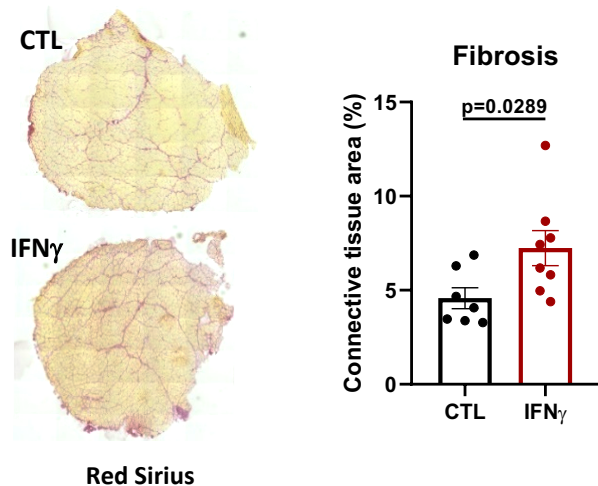 CTL
IFNγ
Red Sirius
Fibrosis
Connective tissue area (%)
15
10
5
0
p=0.0289
CTL
IFNγ